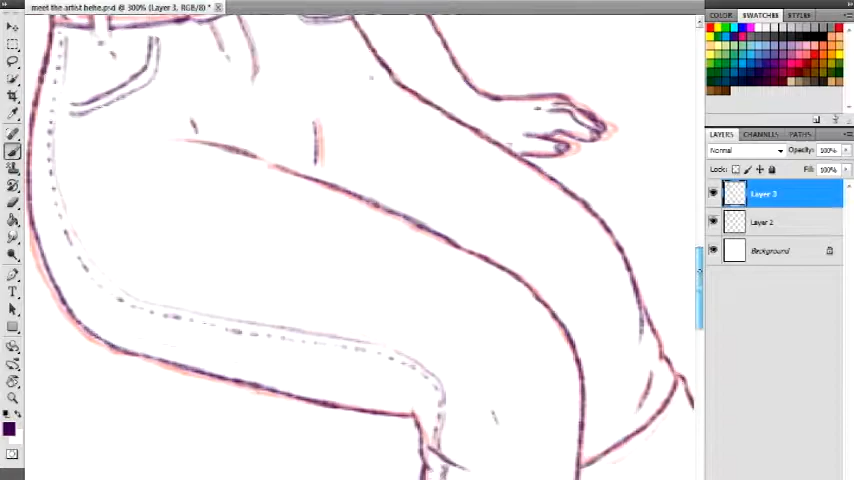 meet the artist behe.psd @ 300% (Layer 3, RGB/8) *
COLOR SWATCHES STYLES
LAYERS CHANNELS PATHS
Normal Opacity: 100%
Lock: Fill: 100%
Layer 3
Layer 2
Background
T